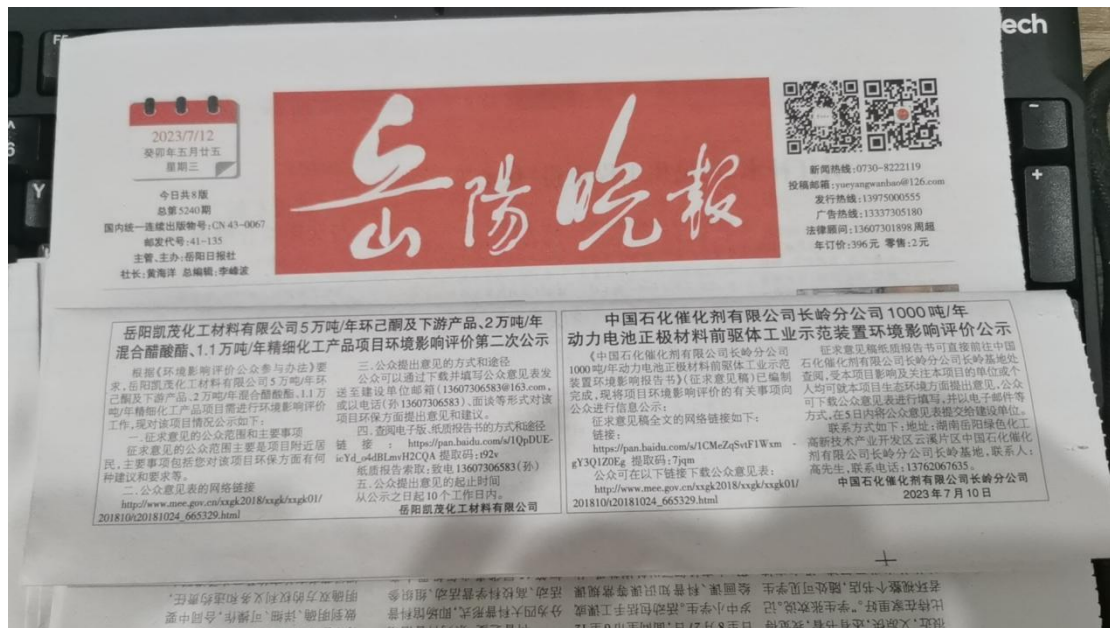 ech
2023/7/12
癸卯年五月廿五
星期三
今日共8版
总第5240期
国内统一连续出版物号:CN 43-0067
邮发代号:41-135
主管、主办:岳阳日报社
社长:黄海洋 总编辑:李峰波
岳陽晚報
新闻热线:0730-8222119
投稿邮箱:yueyangwanbao@126.com
发行热线:13975000555
广告热线:13337305180
法律顾问:13607301898 周超
年订价:396元 零售:2元
岳阳凯茂化工材料有限公司5万吨/年环己酮及下游产品、2万吨/年
混合醋酸酯、1.1万吨/年精细化工产品项目环境影响评价第二次公示
根据《环境影响评价公众参与办法》要
求,岳阳凯茂化工材料有限公司5万吨/年环
己酮及下游产品、2万吨/年混合醋酸酯、1.1万
吨/年精细化工产品项目需进行环境影响评价
工作,现对该项目情况公示如下:
一、征求意见的公众范围和主要事项
征求意见的公众范围主要是项目附近居
民,主要事项包括您对该项目环保方面有何
种建议和要求等。
二、公众意见表的网络链接
http://www.mee.gov.cn/xxgk2018/xxgk/xxgk01/
201810/t20181024_665329.html
三、公众提出意见的方式和途径
公众可以通过下载并填写公众意见表发
送至建设单位邮箱(13607306583@163.com,
或以电话(孙13607306583)、面谈等形式对该
项目环保方面提出意见和建议。
四、查阅电子版、纸质报告书的方式和途径
链接:https://pan.baidu.com/s/1QpDUE-
icYd_o4dBLmvH2CQA 提取码:t92v
纸质报告索取:致电13607306583(孙)
五、公众提出意见的起止时间
从公示之日起10个工作日内。
岳阳凯茂化工材料有限公司
中国石化催化剂有限公司长岭分公司1000吨/年
动力电池正极材料前驱体工业示范装置环境影响评价公示
《中国石化催化剂有限公司长岭分公司
1000吨/年动力电池正极材料前驱体工业示范
装置环境影响报告书》(征求意见稿)已编制
完成,现将项目环境影响评价的有关事项向
公众进行信息公示:
征求意见稿全文的网络链接如下:
链接:
https://pan.baidu.com/s/1CMeZqSvtF1Wxm-
gY3Q1Z0Eg 提取码:7jqm
公众可在以下链接下载公众意见表:
http://www.mee.gov.cn/xxgk2018/xxgk/xxgk01/
201810/t20181024_665329.html
征求意见稿纸质报告书可直接前往中国
石化催化剂有限公司长岭分公司长岭基地处
查阅,受本项目影响及关注本项目的单位或个
人均可就本项目生态环境方面提出意见,公众
可下载公众意见表进行填写,并以电子邮件等
方式,在5日内将公众意见表提交给建设单位。
联系方式如下:地址:湖南岳阳绿色化工
高新技术产业开发区云溪片区中国石化催化
剂有限公司长岭分公司长岭基地,联系人:
高先生,联系电话:13762067635。
中国石化催化剂有限公司长岭分公司
2023年7月10日